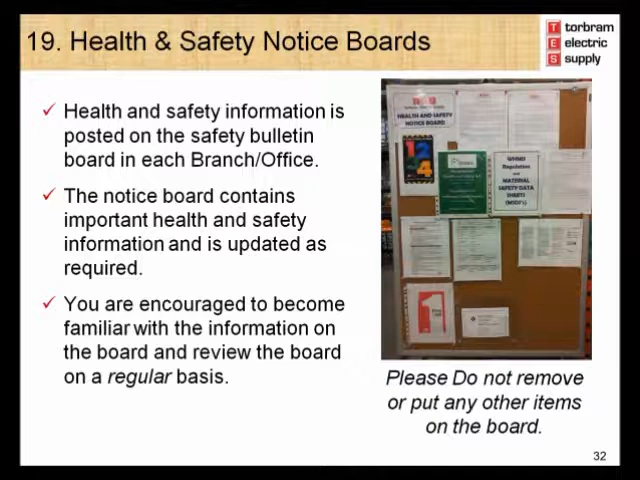 19. Health & Safety Notice Boards
T torbram
E electric
S supply
✓ Health and safety information is
posted on the safety bulletin
board in each Branch/Office.
✓ The notice board contains
important health and safety
information and is updated as
required.
✓ You are encouraged to become
familiar with the information on
the board and review the board
on a regular basis.
HEALTH AND SAFETY
NOTICE BOARD
WHMIS
Regulation
and
MATERIAL
SAFETY DATA
SHEETS
(MSDS's)
Please Do not remove
or put any other items
on the board.
32